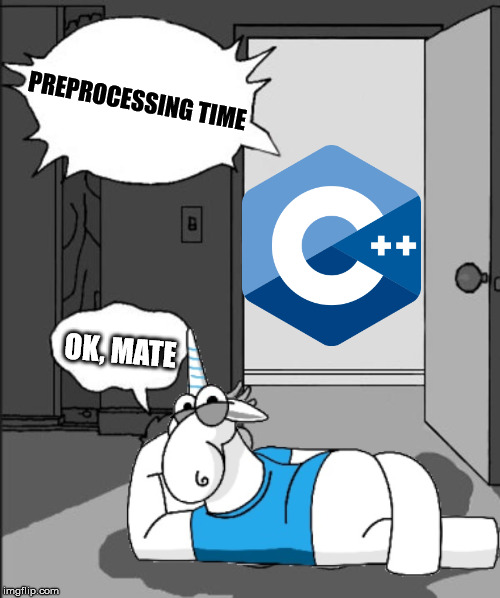 PREPROCESSING TIME
C++
OK, MATE
imgflip.com